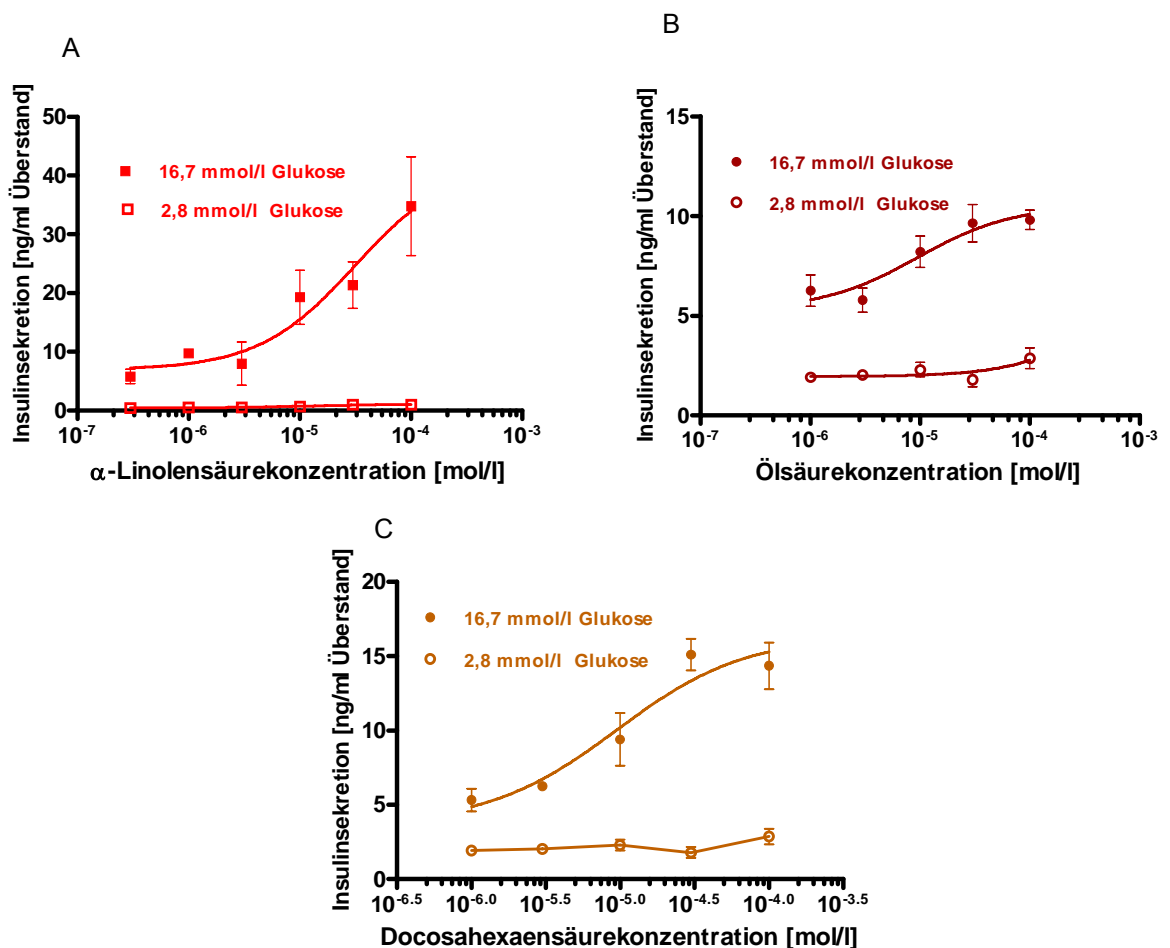 A
Insulinsekretion [ng/ml Überstand]
50
40
30
20
10
0
16,7 mmol/l Glukose
2,8 mmol/l Glukose
10-7
10-6
10-5
10-4
10-3
α-Linolensäurekonzentration [mol/l]
B
Insulinsekretion [ng/ml Überstand]
15
10
5
0
16,7 mmol/l Glukose
2,8 mmol/l Glukose
10-7
10-6
10-5
10-4
10-3
Ölsäurekonzentration [mol/l]
C
Insulinsekretion [ng/ml Überstand]
20
15
10
5
0
16,7 mmol/l Glukose
2,8 mmol/l Glukose
10-6.5
10-6.0
10-5.5
10-5.0
10-4.5
10-4.0
10-3.5
Docosahexaensäurekonzentration [mol/l]